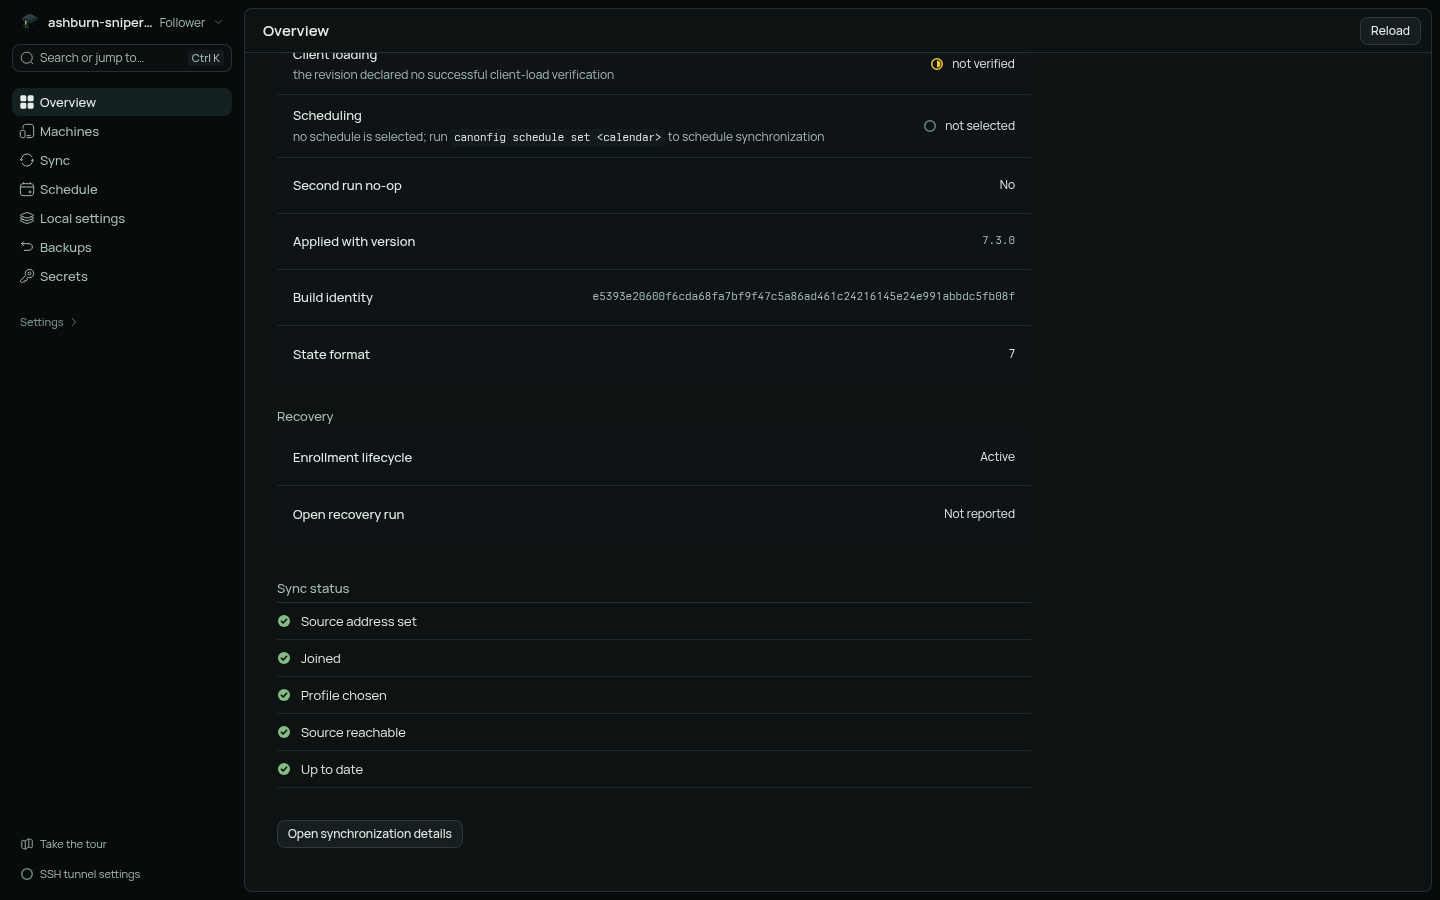 ashburn-sniper... Follower
Search or jump to... Ctrl K
Overview
Machines
Sync
Schedule
Local settings
Backups
Secrets
Settings
Take the tour
SSH tunnel settings
Overview
Reload
Client loading
the revision declared no successful client-load verification
not verified
Scheduling
no schedule is selected; run canonfig schedule set <calendar> to schedule synchronization
not selected
Second run no-op
No
Applied with version
7.3.0
Build identity
e5393e20600f6cda68fa7bf9f47c5a86ad461c24216145e24e991abbdc5fb08f
State format
7
Recovery
Enrollment lifecycle
Active
Open recovery run
Not reported
Sync status
Source address set
Joined
Profile chosen
Source reachable
Up to date
Open synchronization details